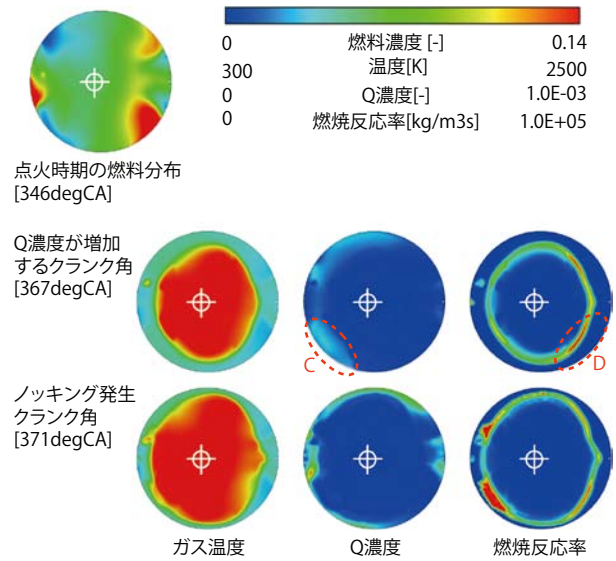 0 燃料濃度 [-] 0.14
300 温度[K] 2500
0 Q濃度[-] 1.0E-03
0 燃焼反応率[kg/m3s] 1.0E+05
点火時期の燃料分布
[346degCA]
Q濃度が増加
するクランク角
[367degCA]
C
D
ノッキング発生
クランク角
[371degCA]
ガス温度 Q濃度 燃焼反応率